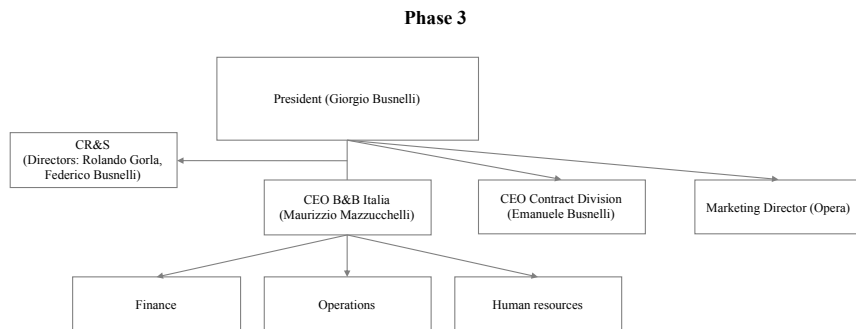 Phase 3
President (Giorgio Busnelli)
CR&S
(Directors: Rolando Gorla,
Federico Busnelli)
CEO B&B Italia
(Maurizzio Mazzucchelli)
CEO Contract Division
(Emanuele Busnelli)
Marketing Director (Opera)
Finance
Operations
Human resources